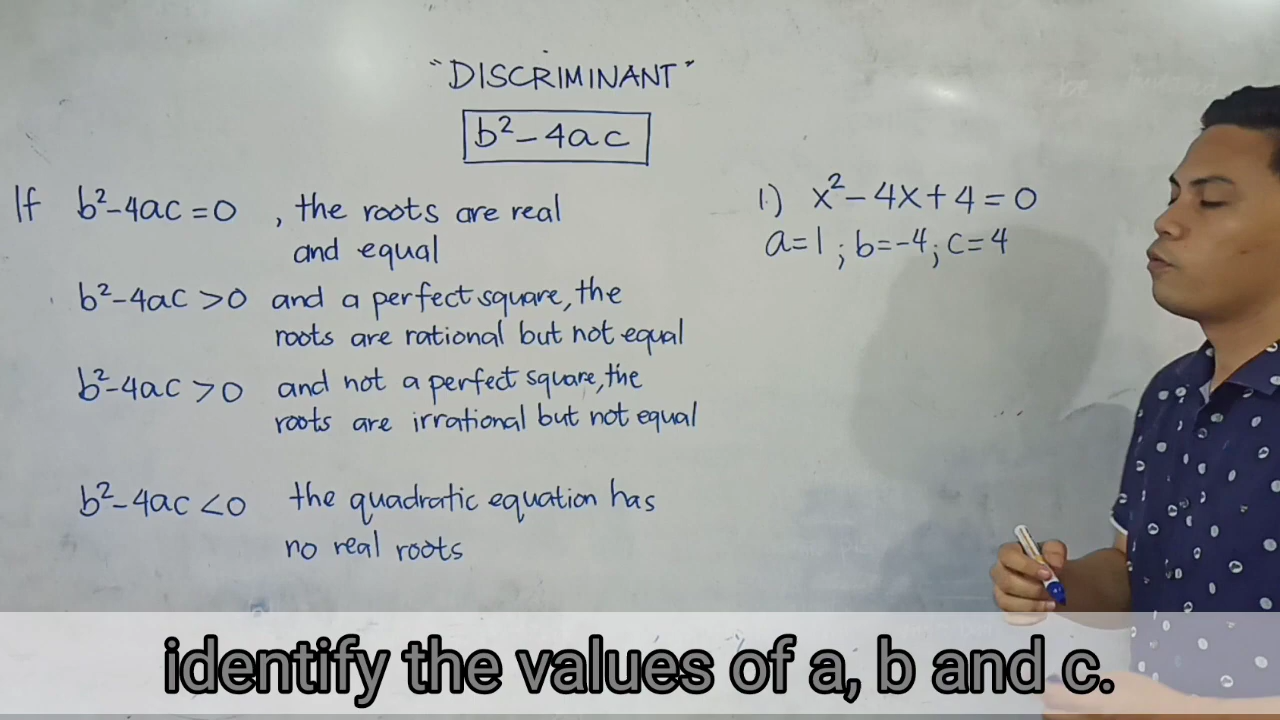 "DISCRIMINANT"
b²-4ac
If b²-4ac=0, the roots are real
and equal
b²-4ac>0 and a perfect square, the
roots are rational but not equal
b²-4ac>0 and not a perfect square, the
roots are irrational but not equal
b²-4ac<0 the quadratic equation has
no real roots
1.) x²-4x+4=0
a=1; b=-4; c=4
identify the values of a, b and c.